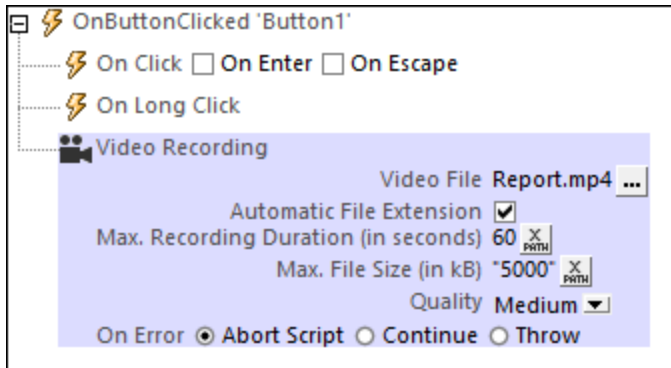 OnButtonClicked 'Button1'
On Click On Enter On Escape
On Long Click
Video Recording
Video File Report.mp4 ...
Automatic File Extension
Max. Recording Duration (in seconds) 60 X PATH
Max. File Size (in kB) "5000" X PATH
Quality Medium
On Error Abort Script Continue Throw